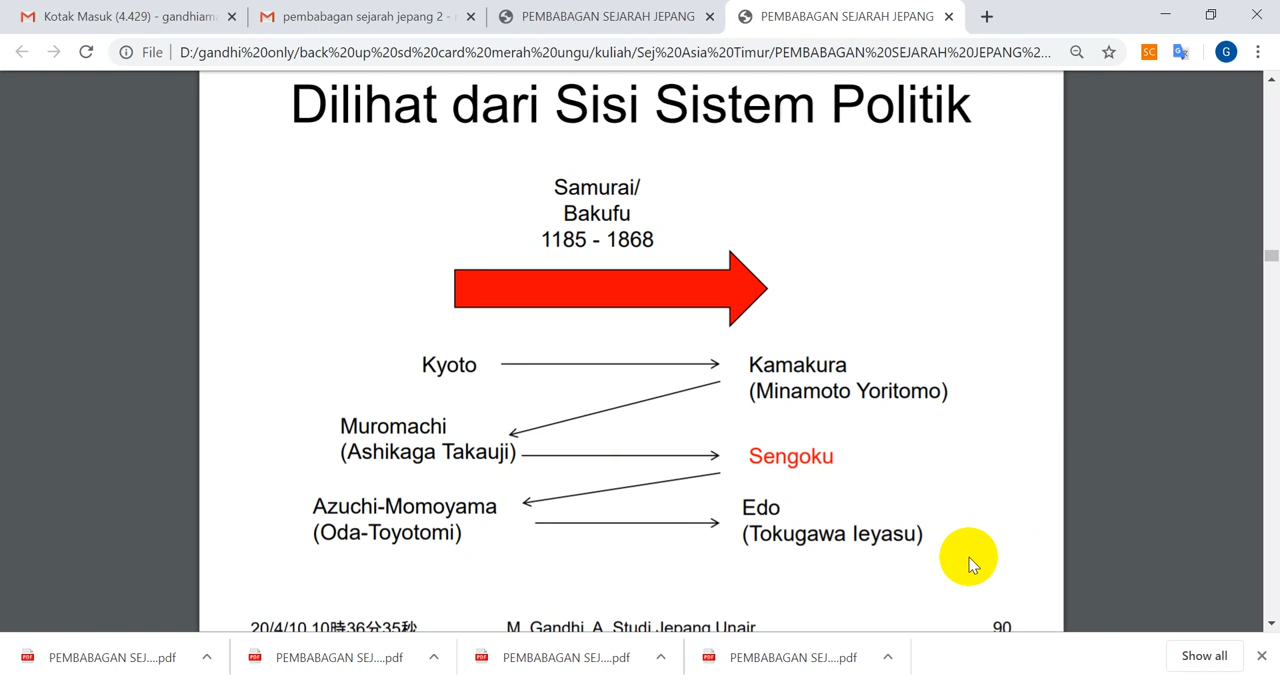 Kotak Masuk (4.429) - gandhiam
pembabagan sejarah jepang 2 -
PEMBABAGAN SEJARAH JEPANG
PEMBABAGAN SEJARAH JEPANG
File
D:/gandhi%20only/back%20up%20sd%20card%20merah%20ungu/kuliah/Sej%20Asia%20Timur/PEMBABAGAN%20SEJARAH%20JEPANG%2...
SC
G
Dilihat dari Sisi Sistem Politik
Samurai/
Bakufu
1185 - 1868
Kyoto
Kamakura
(Minamoto Yoritomo)
Muromachi
(Ashikaga Takauji)
Sengoku
Azuchi-Momoyama
(Oda-Toyotomi)
Edo
(Tokugawa Ieyasu)
20/4/10 10時36分35秒
M. Gandhi. A. Studi Jepang Unair
90
PEMBABAGAN SEJ....pdf
PEMBABAGAN SEJ....pdf
PEMBABAGAN SEJ....pdf
PEMBABAGAN SEJ....pdf
Show all